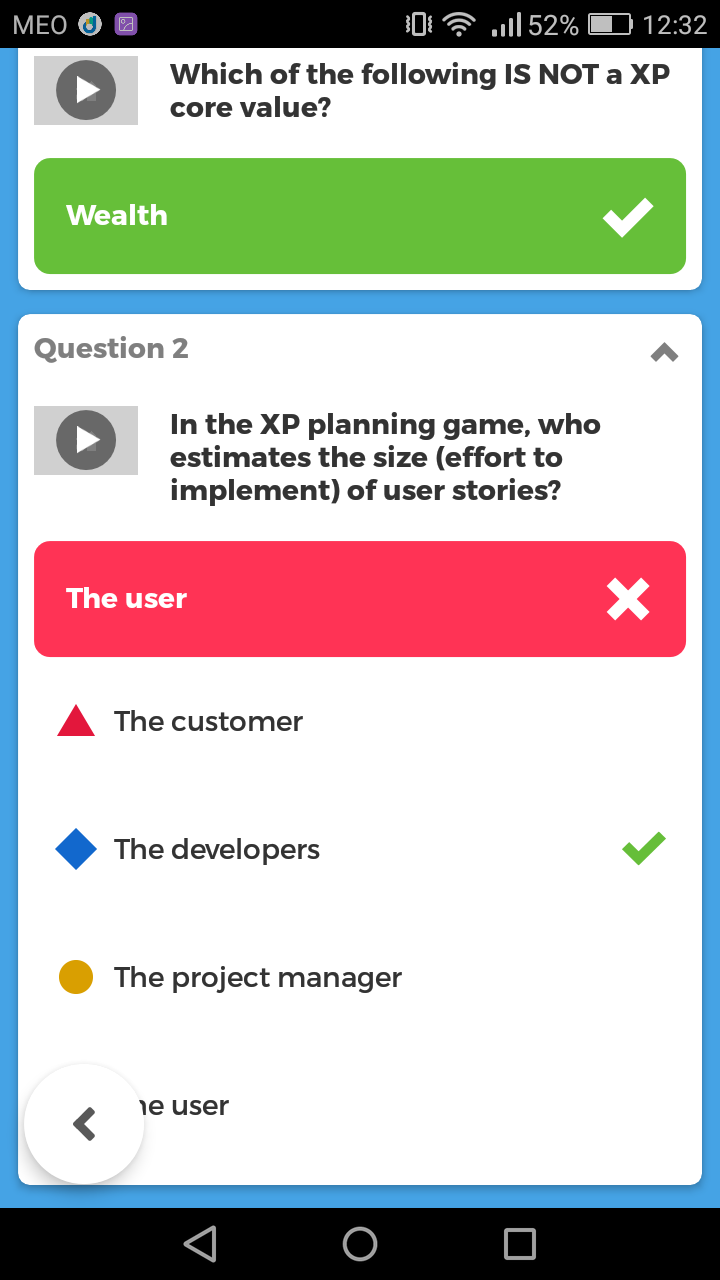 MEO 52% 12:32
Which of the following IS NOT a XP
core value?
Wealth
Question 2
In the XP planning game, who
estimates the size (effort to
implement) of user stories?
The user
The customer
The developers
The project manager
he user